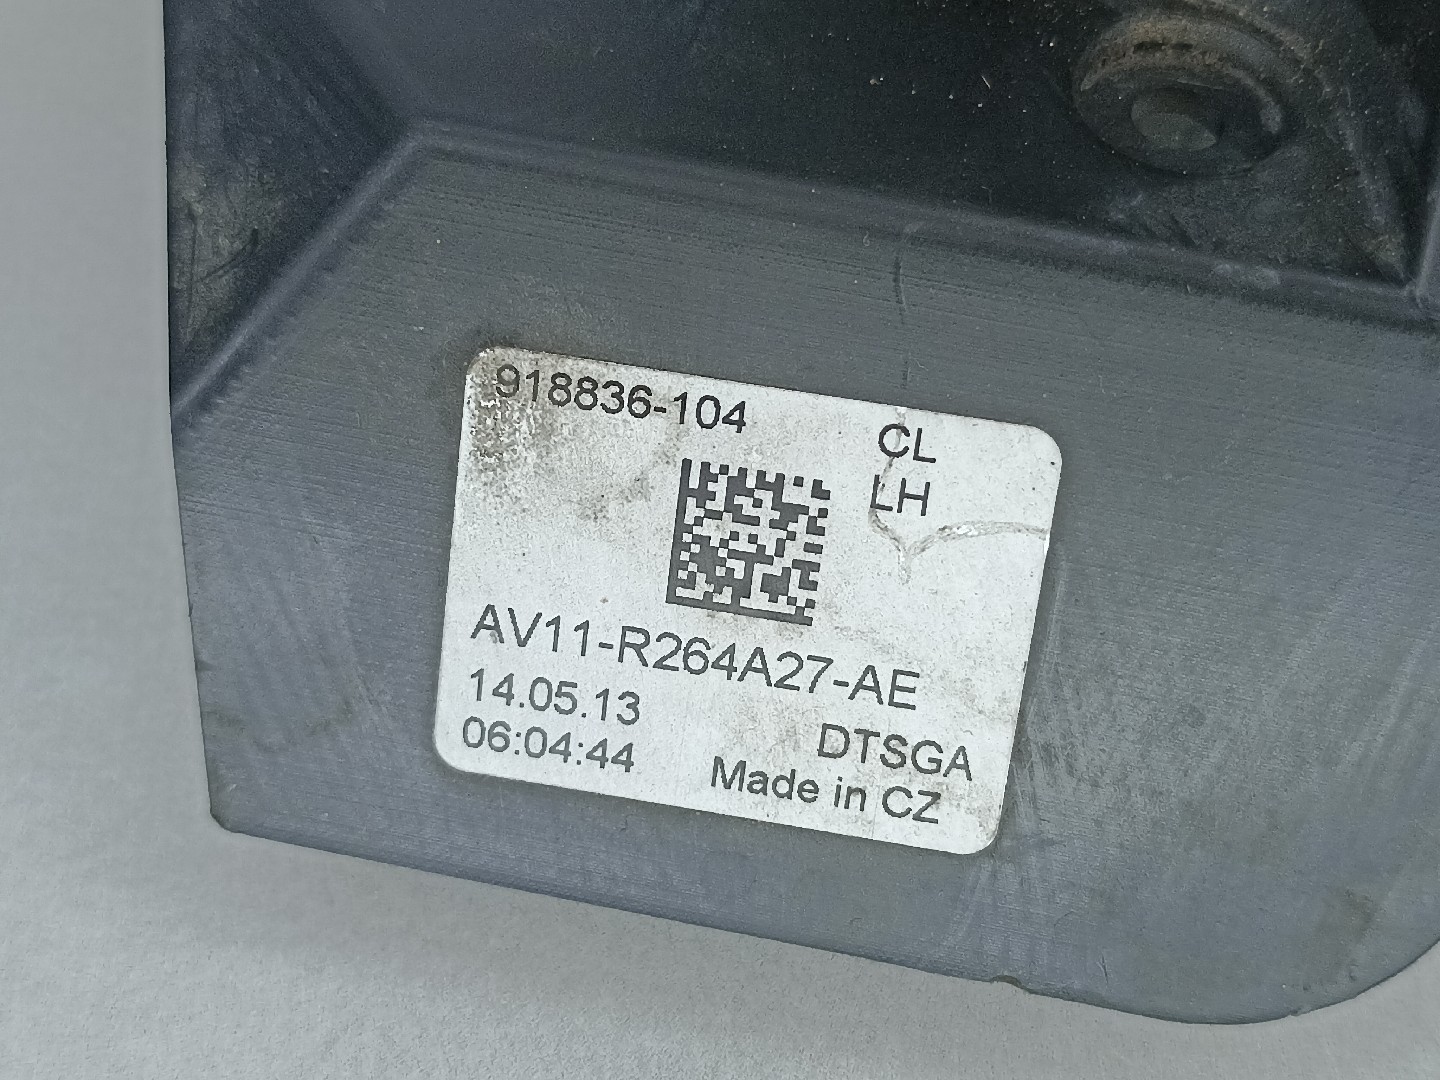 918836-104
CL
LH
AV11-R264A27-AE
14.05.13
DTSGA
06:04:44
Made in CZ